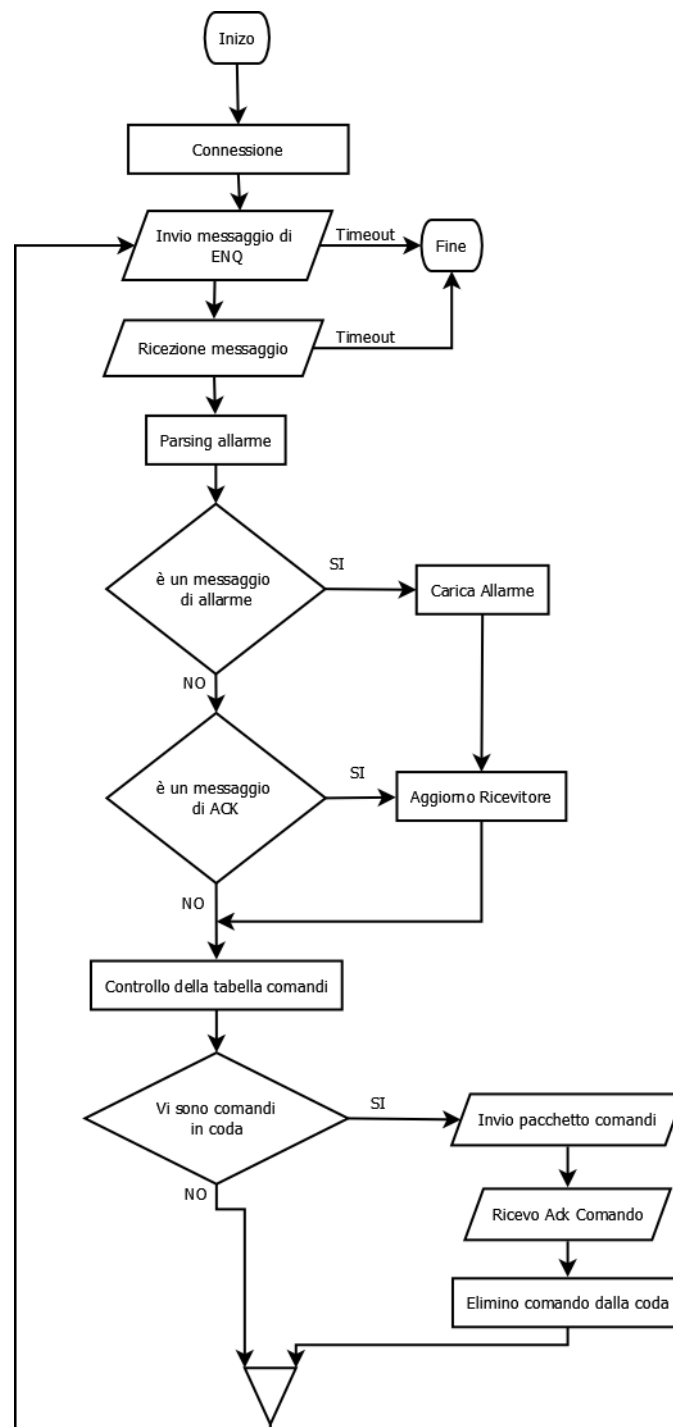 Inizo
Connessione
Invio messaggio di
ENQ
Timeout
Fine
Ricezione messaggio
Timeout
Parsing allarme
è un messaggio
di allarme
SI
Carica Allarme
NO
è un messaggio
di ACK
SI
Aggiorno Ricevitore
NO
Controllo della tabella comandi
Vi sono comandi
in coda
SI
Invio pacchetto comandi
NO
Ricevo Ack Comando
Elimino comando dalla coda